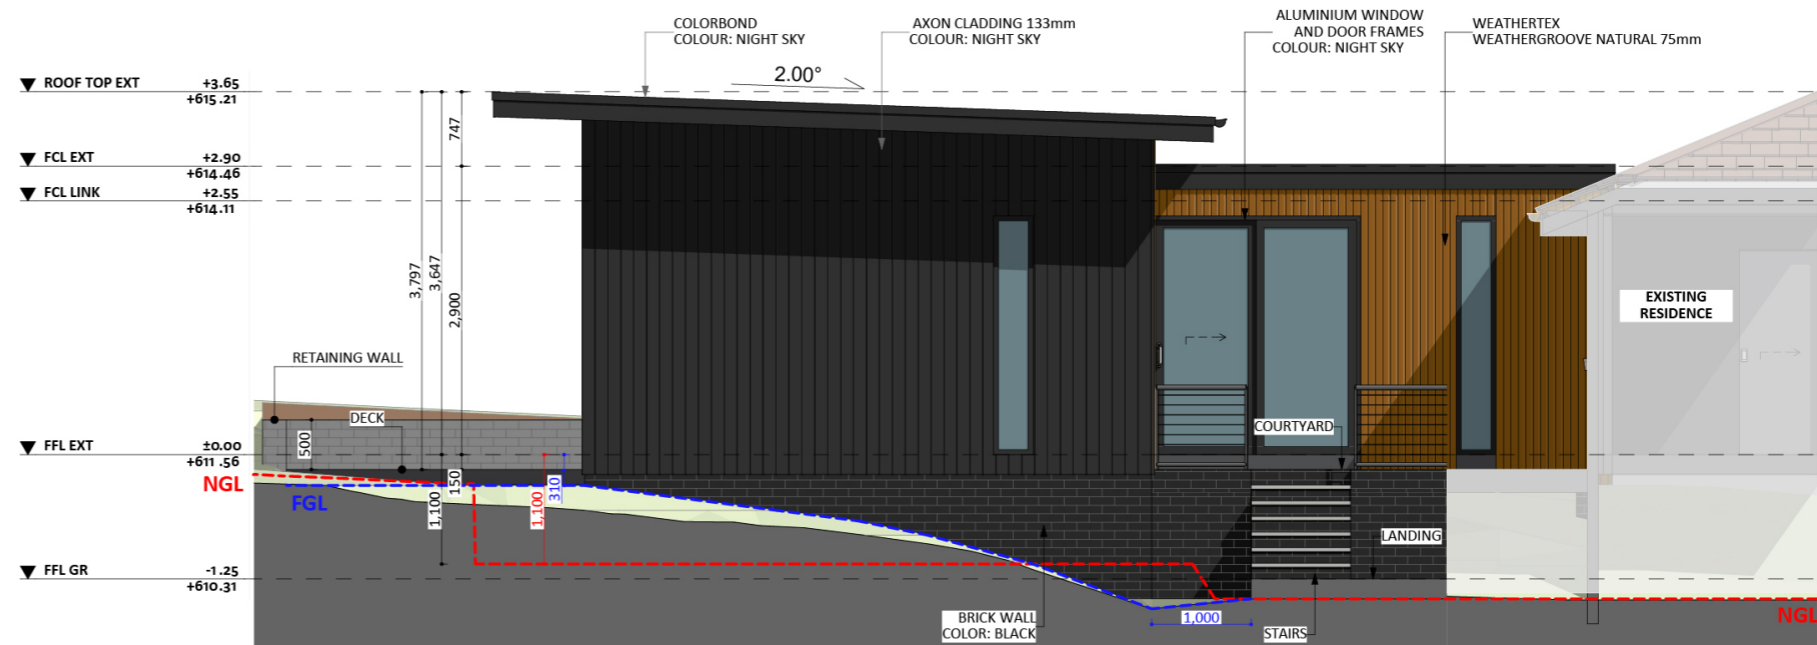 COLORBOND
COLOUR: NIGHT SKY
AXON CLADDING 133mm
COLOUR: NIGHT SKY
ALUMINIUM WINDOW
AND DOOR FRAMES
COLOUR: NIGHT SKY
WEATHERTEX
WEATHERGROOVE NATURAL 75mm
2.00°
ROOF TOP EXT +3.65
+615.21
747
FCL EXT +2.90
+614.46
FCL LINK +2.55
+614.11
3,797
3,647
2,900
EXISTING
RESIDENCE
RETAINING WALL
DECK
500
COURTYARD
FFL EXT ±0.00
+611.56
NGL
FGL
150
310
1,100
1,100
LANDING
FFL GR -1.25
+610.31
BRICK WALL
COLOR: BLACK
1,000
STAIRS
NGL